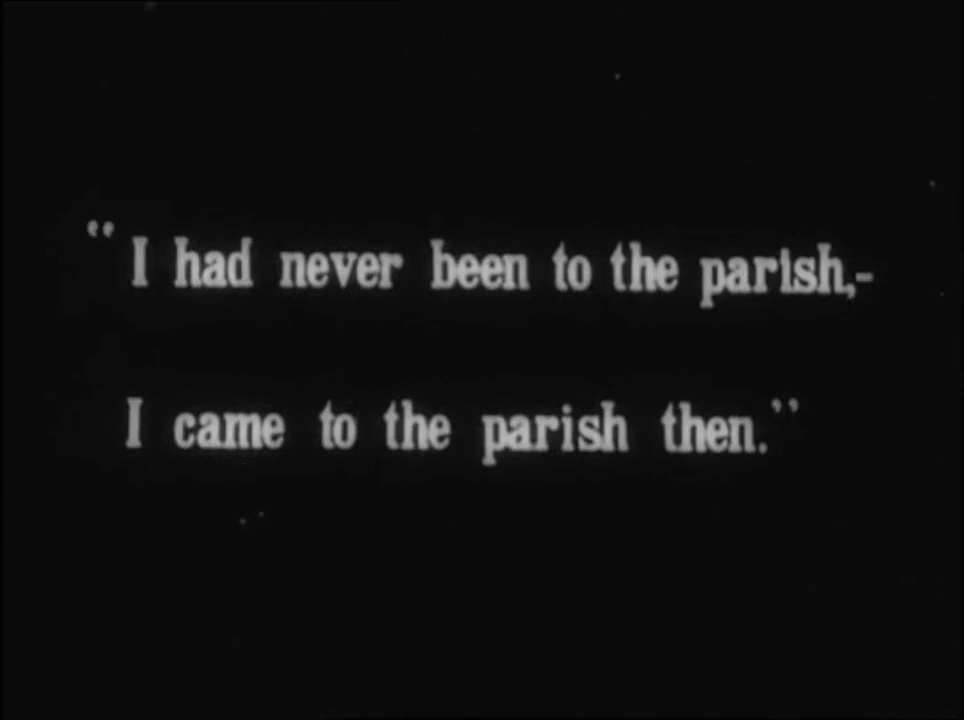 "I had never been to the parish,-
I came to the parish then."